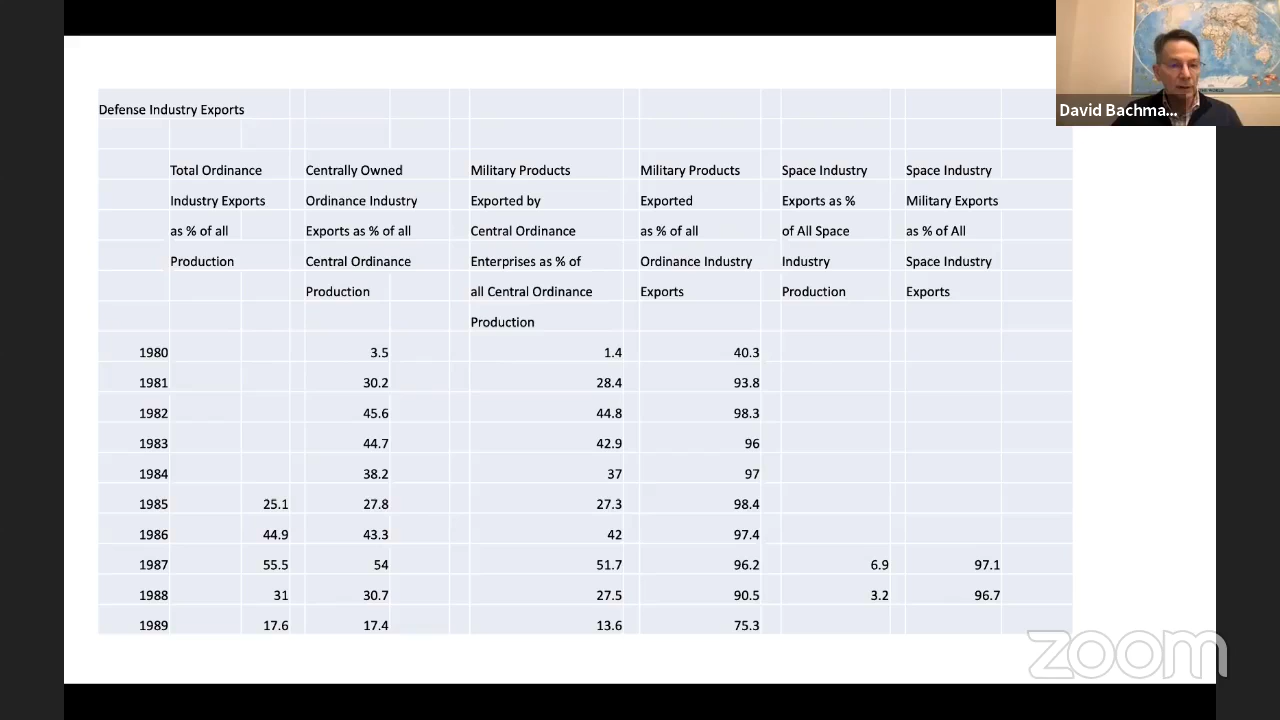 Defense Industry Exports
Total Ordinance Centrally Owned Military Products Military Products Space Industry Space Industry
Industry Exports Ordinance Industry Exported by Exported Exports as % Military Exports
as % of all Exports as % of all Central Ordinance as % of all of All Space as % of All
Production Central Ordinance Enterprises as % of Ordinance Industry Industry Space Industry
Production all Central Ordinance Exports Production Exports
Production
1980 3.5 1.4 40.3
1981 30.2 28.4 93.8
1982 45.6 44.8 98.3
1983 44.7 42.9 96
1984 38.2 37 97
1985 25.1 27.8 27.3 98.4
1986 44.9 43.3 42 97.4
1987 55.5 54 51.7 96.2 6.9 97.1
1988 31 30.7 27.5 90.5 3.2 96.7
1989 17.6 17.4 13.6 75.3
David Bachma...
zoom